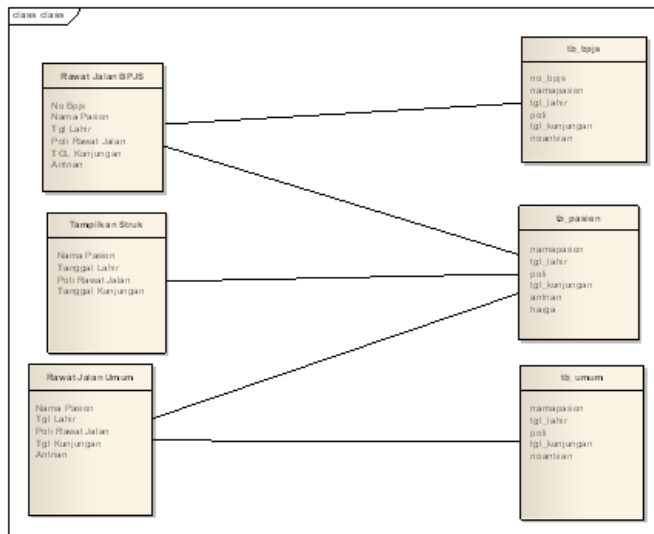 class class
Rawat Jalan BPJS
No Bpjs
Nama Pasien
Tgl Lahir
Poli Rawat Jalan
TGL Kunjungan
Antrian
Tampilkan Struk
Nama Pasien
Tanggal Lahir
Poli Rawat Jalan
Tanggal Kunjungan
Rawat Jalan Umum
Nama Pasien
Tgl Lahir
Poli Rawat Jalan
Tgl Kunjungan
Antrian
tb_bpjs
no_bpjs
namapasien
tgl_lahir
poli
tgl_kunjungan
noantrian
tb_pasien
namapasien
tgl_lahir
poli
tgl_kunjungan
antrian
harga
tb_umum
namapasien
tgl_lahir
poli
tgl_kunjungan
noantrian